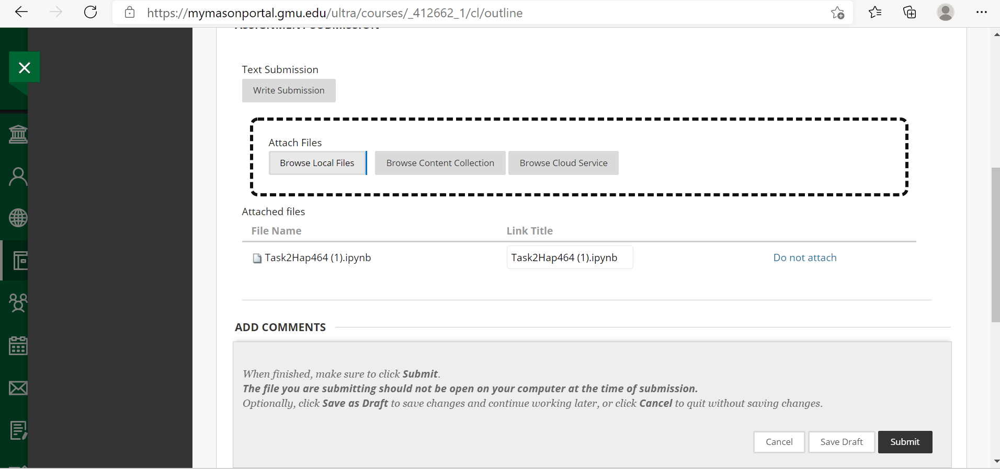 https://mymasonportal.gmu.edu/ultra/courses/_412662_1/cl/outline
ASSIGNMENT SUBMISSION
Text Submission
Write Submission
Attach Files
Browse Local Files Browse Content Collection Browse Cloud Service
Attached files
File Name Link Title
Task2Hap464 (1).ipynb Task2Hap464 (1).ipynb Do not attach
ADD COMMENTS
When finished, make sure to click Submit.
The file you are submitting should not be open on your computer at the time of submission.
Optionally, click Save as Draft to save changes and continue working later, or click Cancel to quit without saving changes.
Cancel Save Draft Submit